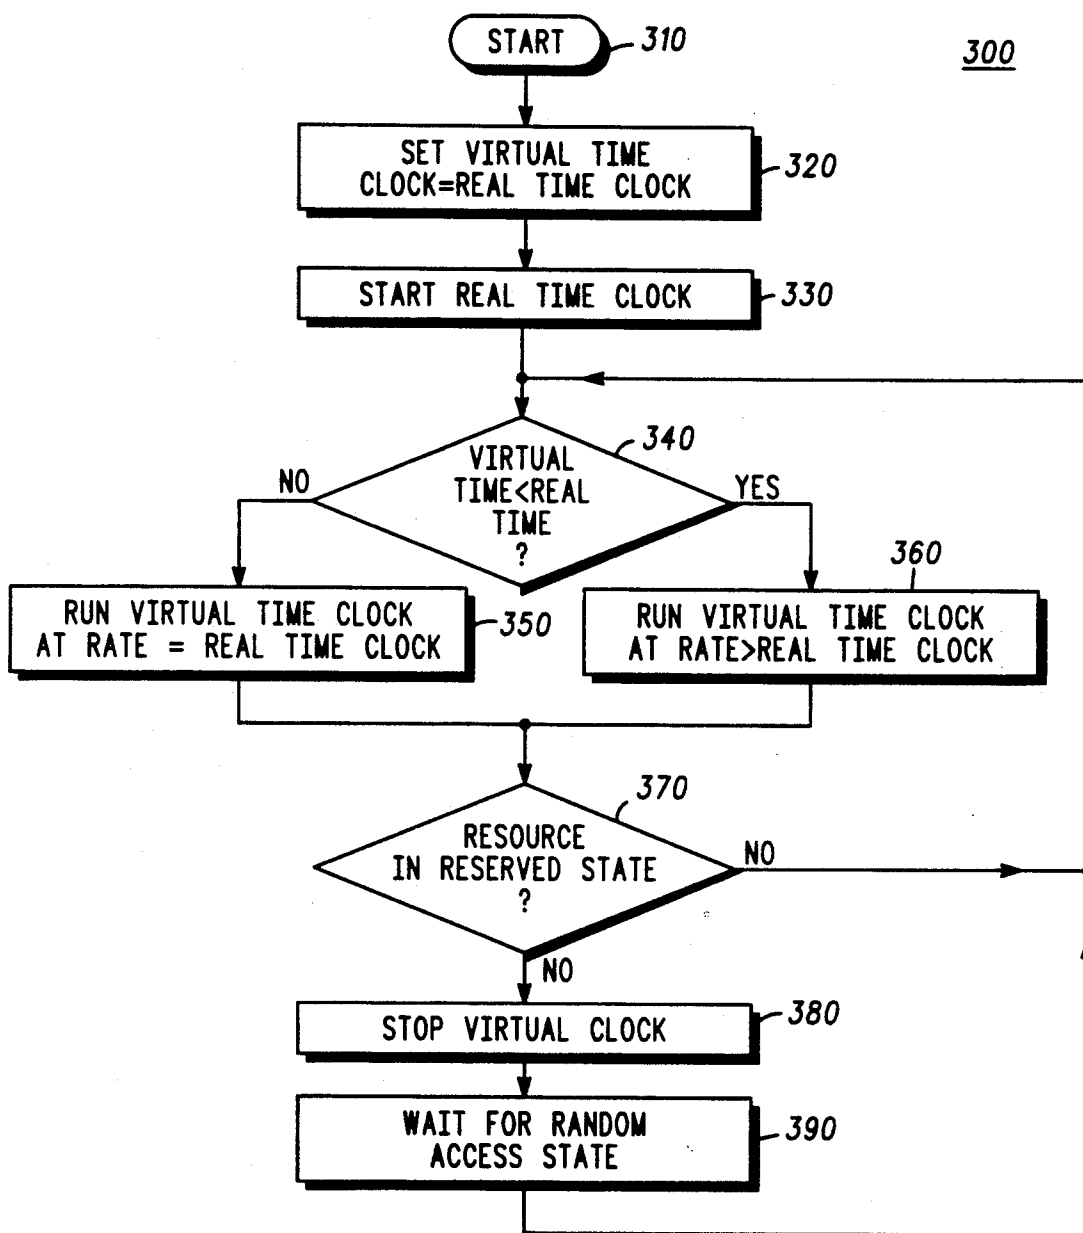 START
310
300
SET VIRTUAL TIME
CLOCK=REAL TIME CLOCK
320
START REAL TIME CLOCK
330
340
VIRTUAL
TIME<REAL
TIME
?
NO
YES
360
RUN VIRTUAL TIME CLOCK
AT RATE = REAL TIME CLOCK
350
RUN VIRTUAL TIME CLOCK
AT RATE>REAL TIME CLOCK
370
RESOURCE
IN RESERVED STATE
?
NO
NO
STOP VIRTUAL CLOCK
380
WAIT FOR RANDOM
ACCESS STATE
390